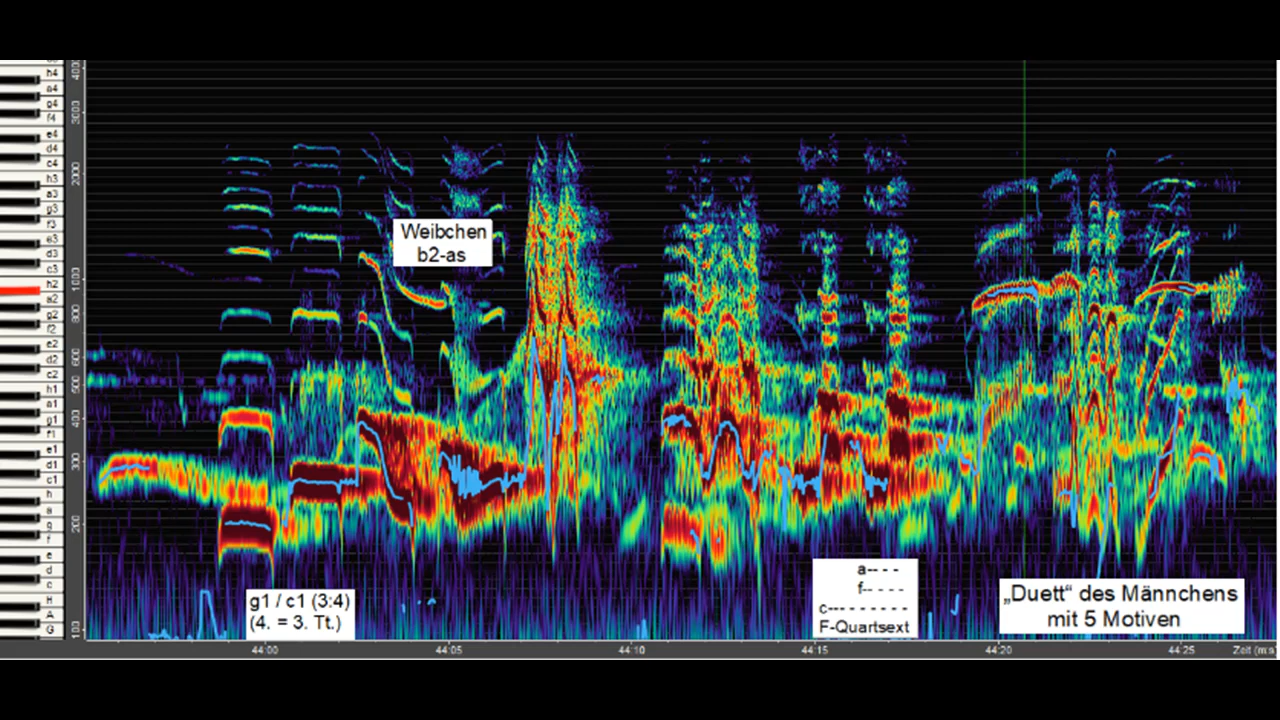 h4
a4
g4
f4
e4
d4
c4
h3
a3
g3
f3
e3
d3
c3
h2
a2
g2
f2
e2
d2
c2
h1
a1
g1
f1
e1
d1
c1
h
a
g
f
e
d
c
H
A
G
4000
3000
2000
1000
800
600
500
400
300
200
100
Weibchen
b2-as
g1 / c1 (3:4)
(4. = 3. Tt.)
a-- - -
f-- - - -
c--- - - - - - -
F-Quartsext
„Duett“ des Männchens
mit 5 Motiven
44:00 44:05 44:10 44:15 44:20 44:25 Zeit (m:s)